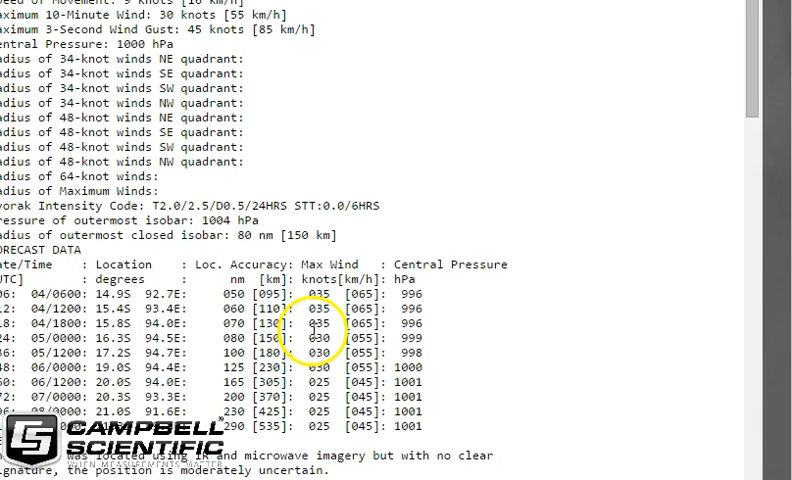 peed of Movement: 9 knots [16 km/h]
aximum 10-Minute Wind: 30 knots [55 km/h]
aximum 3-Second Wind Gust: 45 knots [85 km/h]
entral Pressure: 1000 hPa
adius of 34-knot winds NE quadrant:
adius of 34-knot winds SE quadrant:
adius of 34-knot winds SW quadrant:
adius of 34-knot winds NW quadrant:
adius of 48-knot winds NE quadrant:
adius of 48-knot winds SE quadrant:
adius of 48-knot winds SW quadrant:
adius of 48-knot winds NW quadrant:
adius of 64-knot winds:
adius of Maximum Winds:
vorak Intensity Code: T2.0/2.5/D0.5/24HRS STT:0.0/6HRS
ressure of outermost isobar: 1004 hPa
adius of outermost closed isobar: 80 nm [150 km]
ORECAST DATA
ate/Time : Location : Loc. Accuracy: Max Wind : Central Pressure
UTC] : degrees : nm [km]: knots[km/h]: hPa
06: 04/0600: 14.9S 92.7E: 050 [095]: 035 [065]: 996
12: 04/1200: 15.4S 93.4E: 060 [110]: 035 [065]: 996
18: 04/1800: 15.8S 94.0E: 070 [130]: 035 [065]: 996
24: 05/0000: 16.3S 94.5E: 080 [150]: 030 [055]: 999
36: 05/1200: 17.2S 94.7E: 100 [180]: 030 [055]: 998
48: 06/0000: 19.0S 94.4E: 125 [230]: 030 [055]: 1000
60: 06/1200: 20.0S 94.0E: 165 [305]: 025 [045]: 1001
72: 07/0000: 20.3S 93.3E: 200 [370]: 025 [045]: 1001
96: 08/0000: 21.0S 91.6E: 230 [425]: 025 [045]: 1001
290 [535]: 025 [045]: 1001
CAMPBELL
SCIENTIFIC
WHEN MEASUREMENTS MATTER
was located using IR and microwave imagery but with no clear
ignature, the position is moderately uncertain.